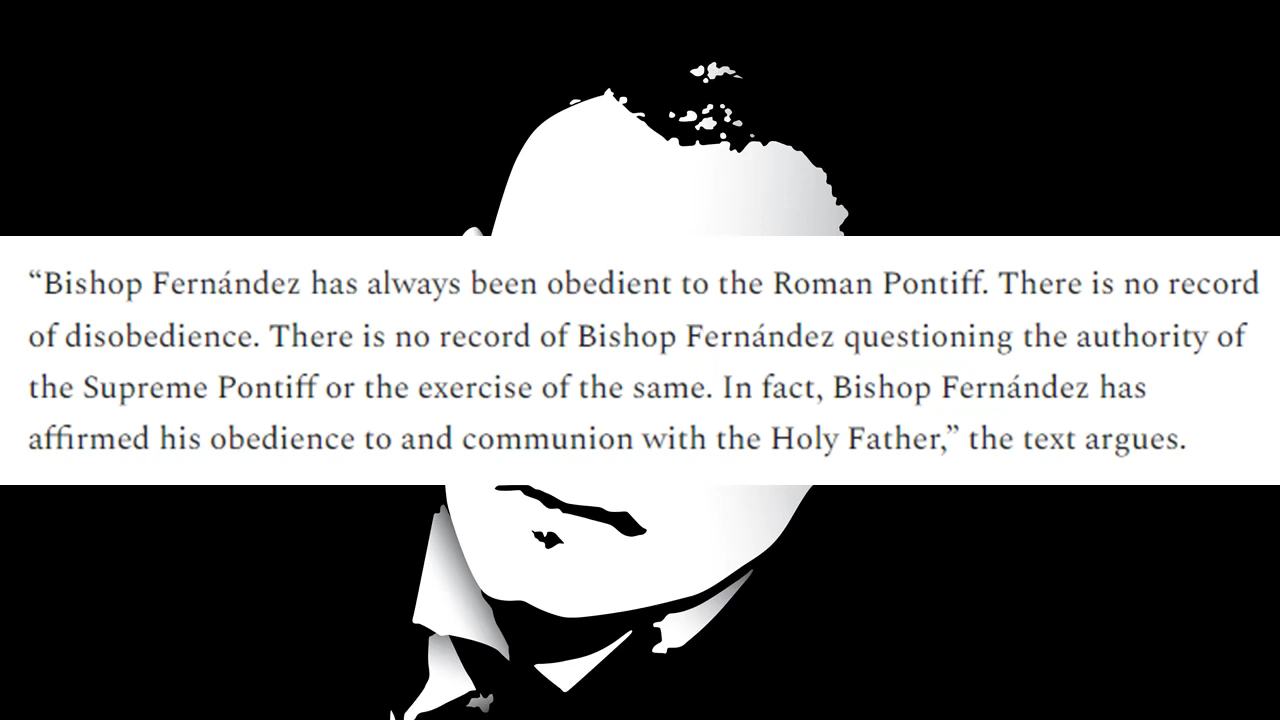 “Bishop Fernández has always been obedient to the Roman Pontiff. There is no record
of disobedience. There is no record of Bishop Fernández questioning the authority of
the Supreme Pontiff or the exercise of the same. In fact, Bishop Fernández has
affirmed his obedience to and communion with the Holy Father,” the text argues.